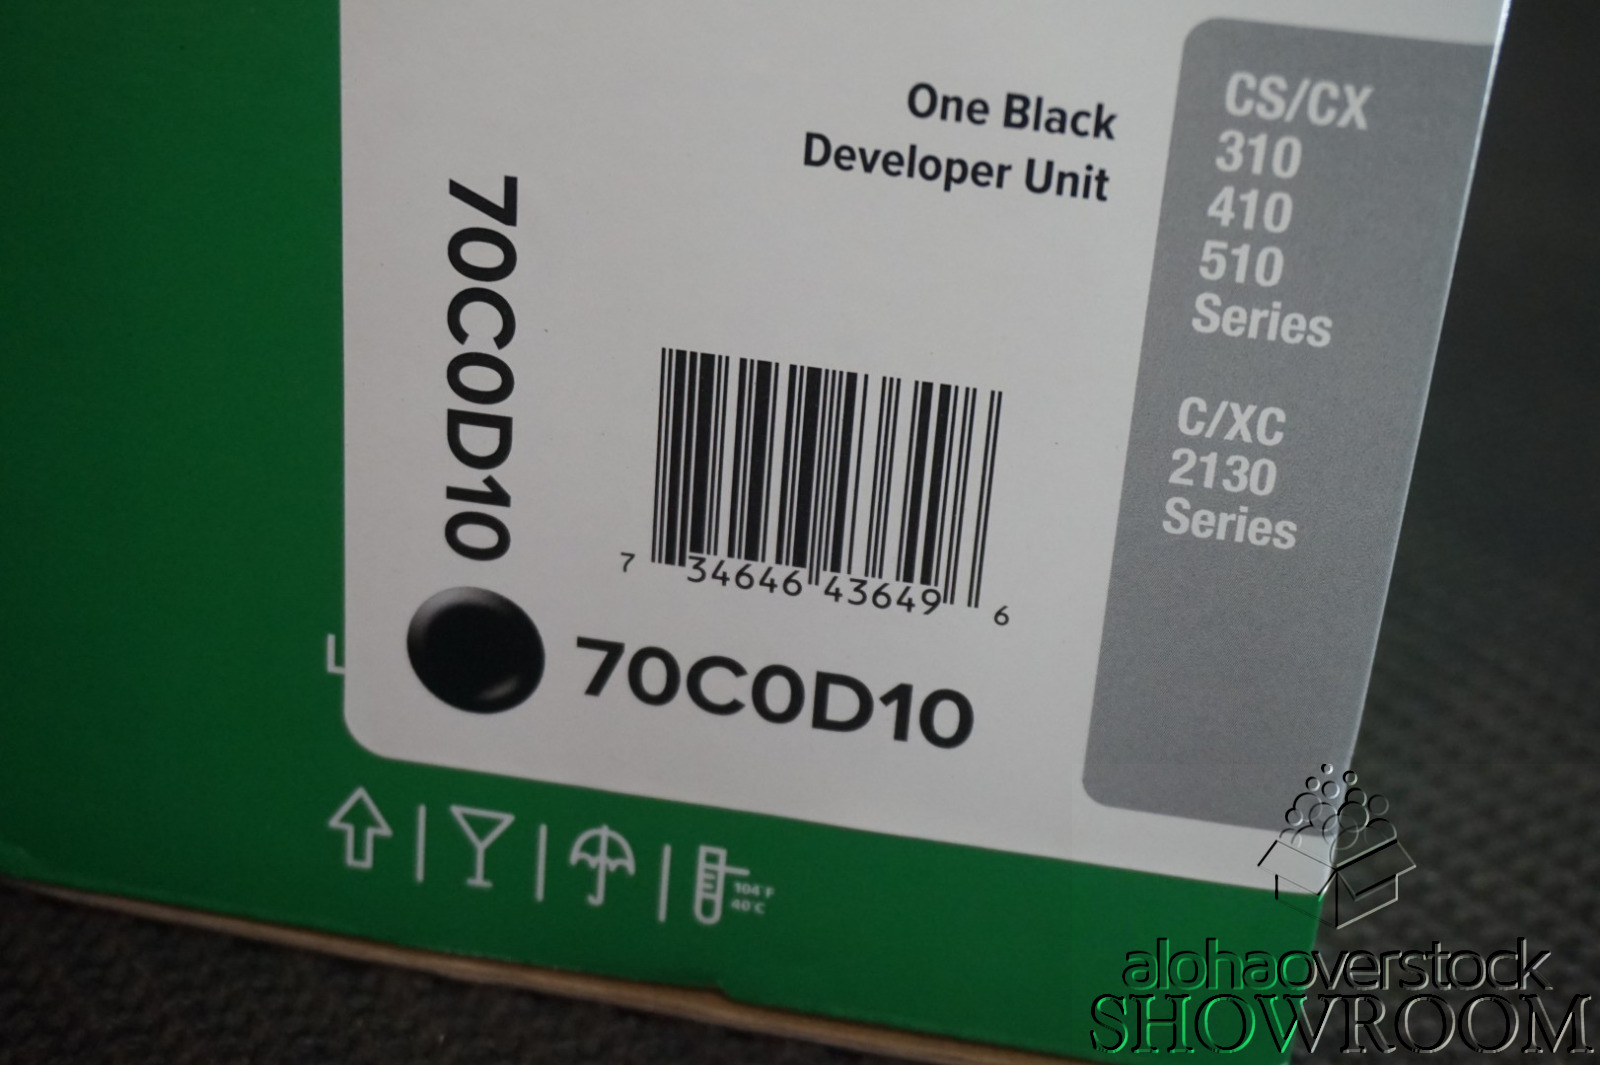 One Black
Developer Unit
CS/CX
310
410
510
Series
C/XC
2130
Series
70C0D10
7 34646 43649 6
70C0D10
104°F
40°C
alohaoverstock
SHOWROOM